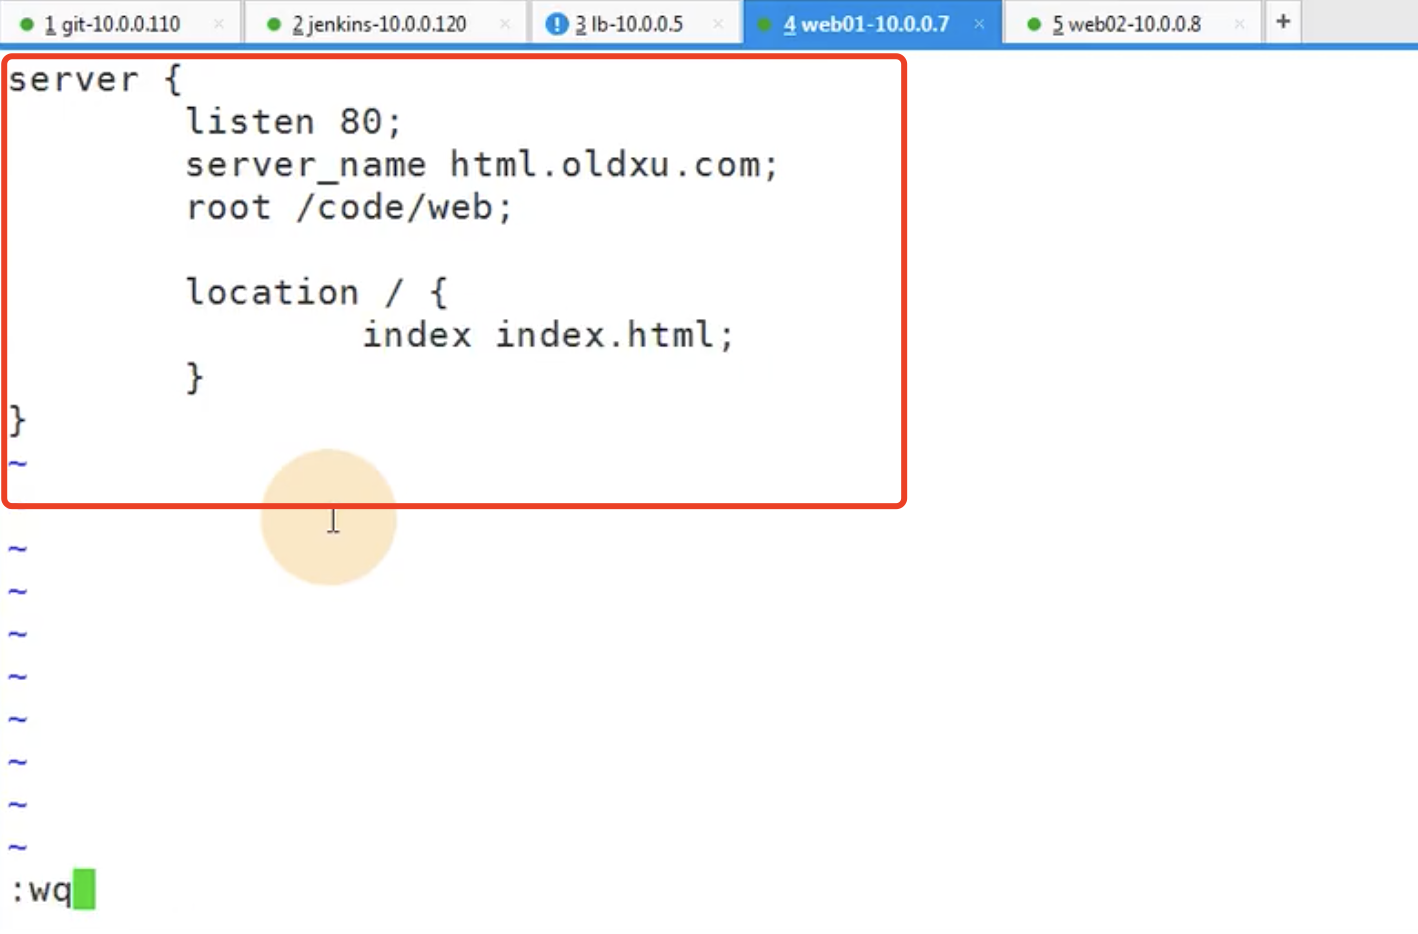 1 git-10.0.0.110 × 2 jenkins-10.0.0.120 × 3 lb-10.0.0.5 × 4 web01-10.0.0.7 × 5 web02-10.0.0.8 × +
server {
        listen 80;
        server_name html.oldxu.com;
        root /code/web;

        location / {
                index index.html;
        }
}
~
~
~
~
~
~
~
~
~
:wq